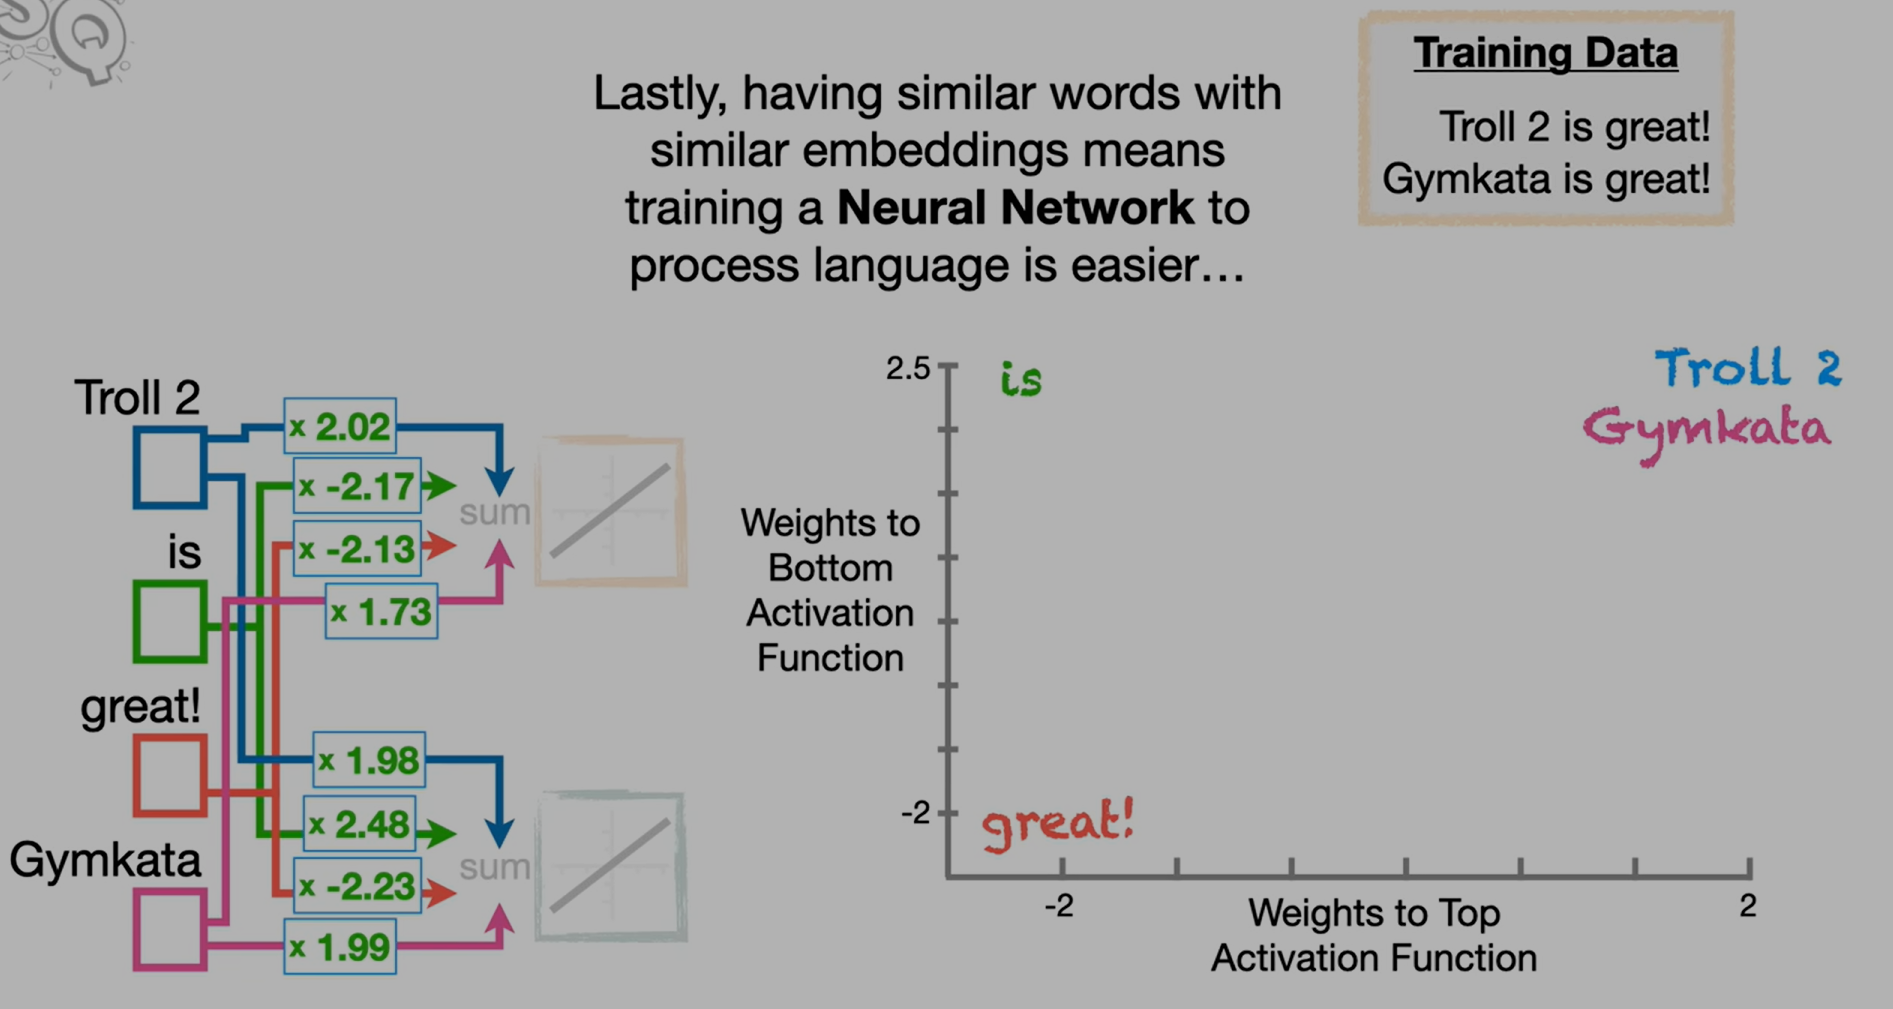 SQ
Lastly, having similar words with
similar embeddings means
training a Neural Network to
process language is easier…
Training Data
Troll 2 is great!
Gymkata is great!
Troll 2
is
great!
Gymkata
x 2.02
x -2.17
x -2.13
x 1.73
sum
x 1.98
x 2.48
x -2.23
x 1.99
sum
Weights to
Bottom
Activation
Function
2.5
-2
is
Troll 2
Gymkata
great!
-2
2
Weights to Top
Activation Function